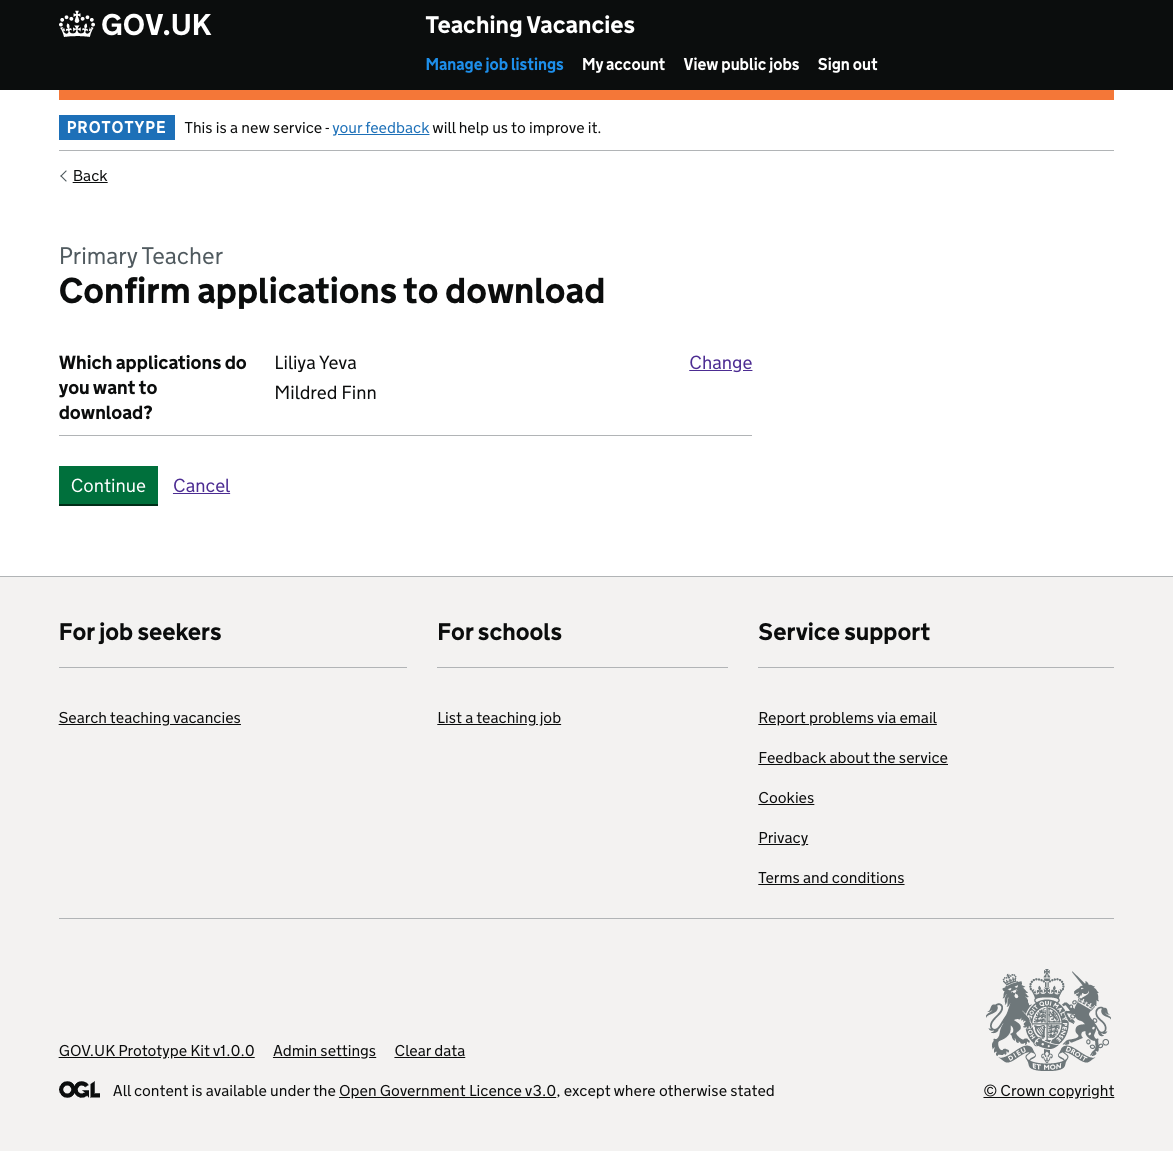 GOV.UK
Teaching Vacancies
Manage job listings My account View public jobs Sign out
PROTOTYPE This is a new service - your feedback will help us to improve it.
Back
Primary Teacher
Confirm applications to download
Which applications do you want to download?
Liliya Yeva
Mildred Finn
Change
Continue Cancel
For job seekers
Search teaching vacancies
For schools
List a teaching job
Service support
Report problems via email
Feedback about the service
Cookies
Privacy
Terms and conditions
GOV.UK Prototype Kit v1.0.0 Admin settings Clear data
OGL All content is available under the Open Government Licence v3.0, except where otherwise stated
© Crown copyright